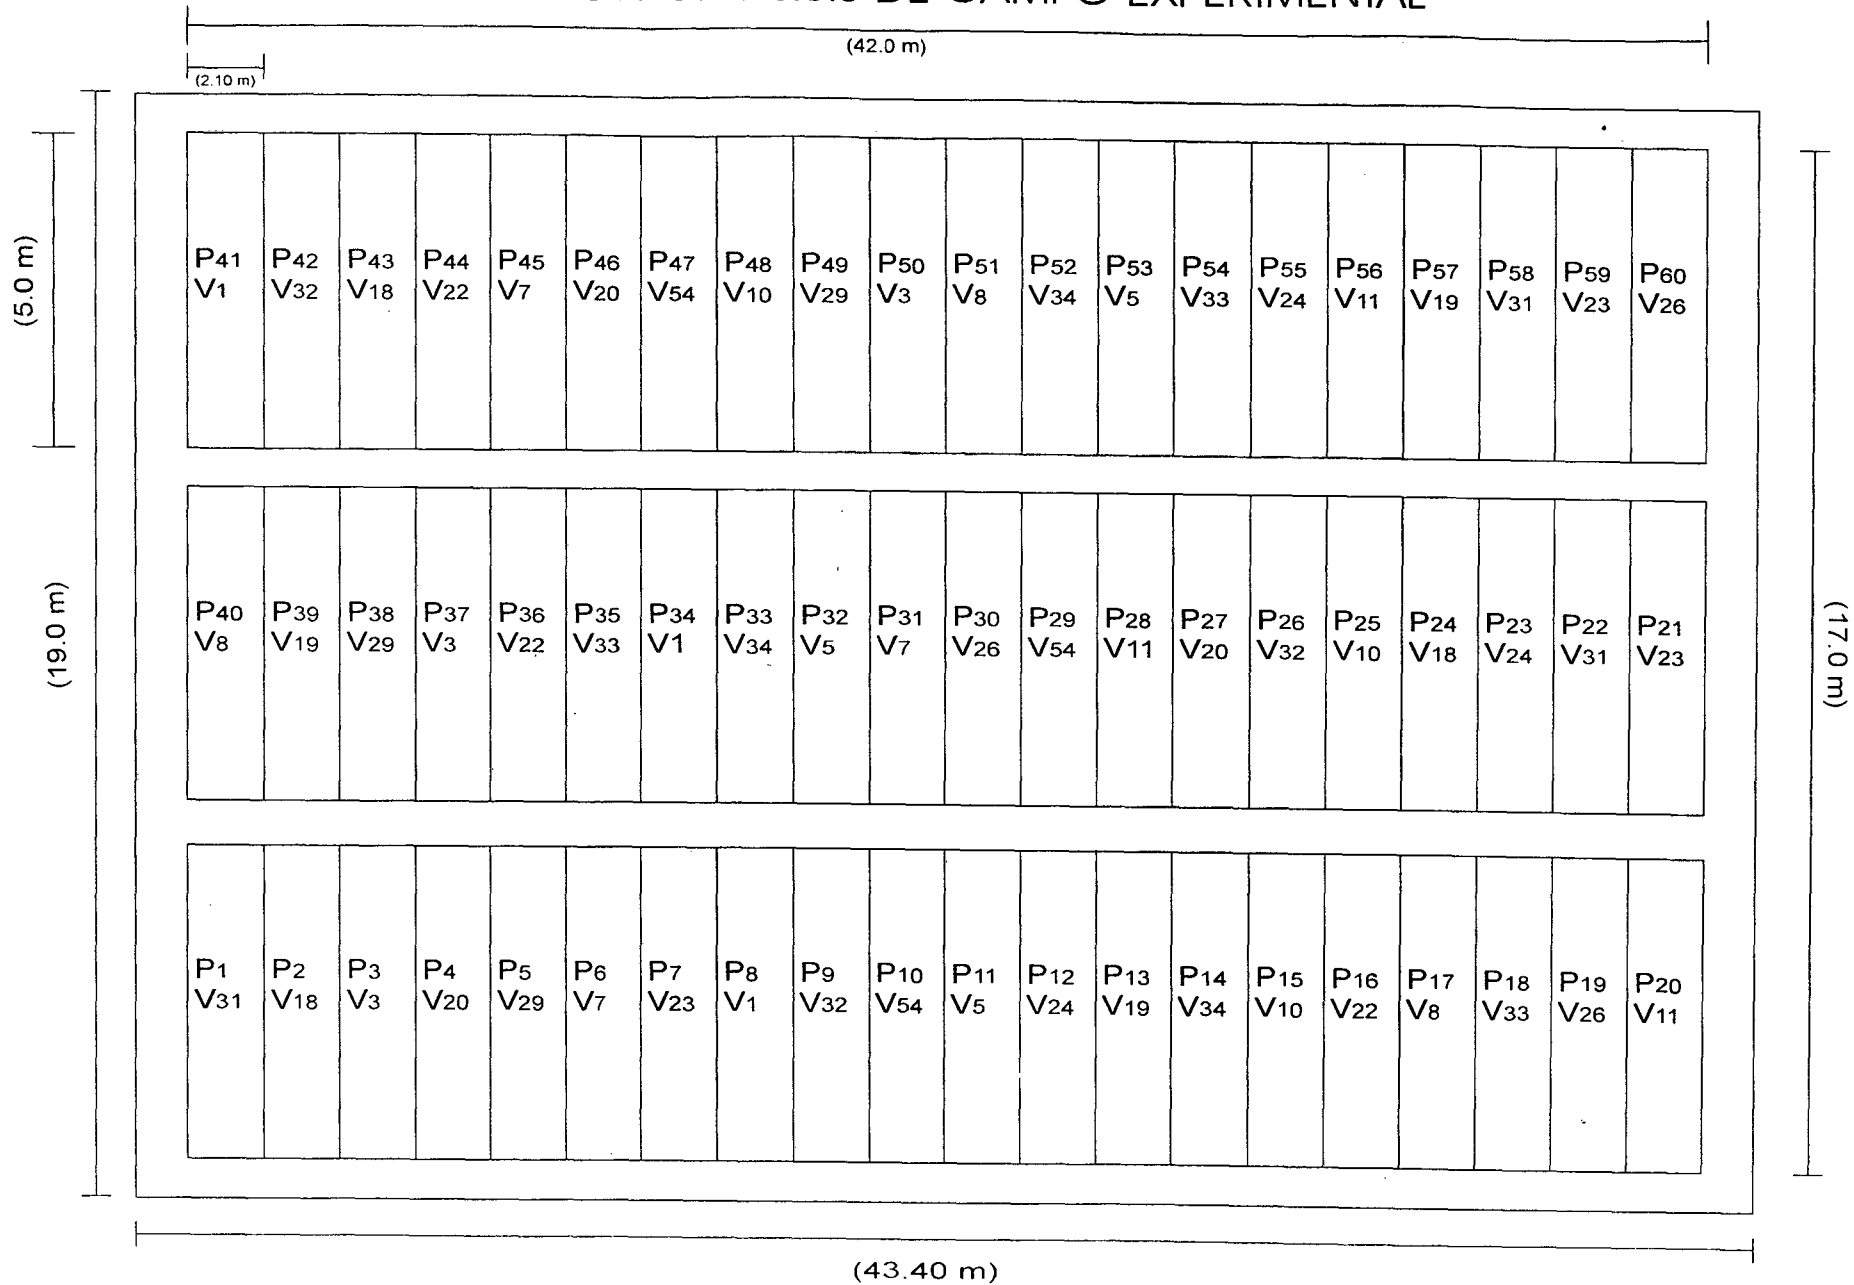 DE CAMPO EXPERIMENTAL
(42.0 m)
(2.10 m)
(5.0 m)
P41 P42 P43 P44 P45 P46 P47 P48 P49 P50 P51 P52 P53 P54 P55 P56 P57 P58 P59 P60
V1 V32 V18 V22 V7 V20 V54 V10 V29 V3 V8 V34 V5 V33 V24 V11 V19 V31 V23 V26
(19.0 m)
(17.0 m)
P40 P39 P38 P37 P36 P35 P34 P33 P32 P31 P30 P29 P28 P27 P26 P25 P24 P23 P22 P21
V8 V19 V29 V3 V22 V33 V1 V34 V5 V7 V26 V54 V11 V20 V32 V10 V18 V24 V31 V23
P1 P2 P3 P4 P5 P6 P7 P8 P9 P10 P11 P12 P13 P14 P15 P16 P17 P18 P19 P20
V31 V18 V3 V20 V29 V7 V23 V1 V32 V54 V5 V24 V19 V34 V10 V22 V8 V33 V26 V11
(43.40 m)